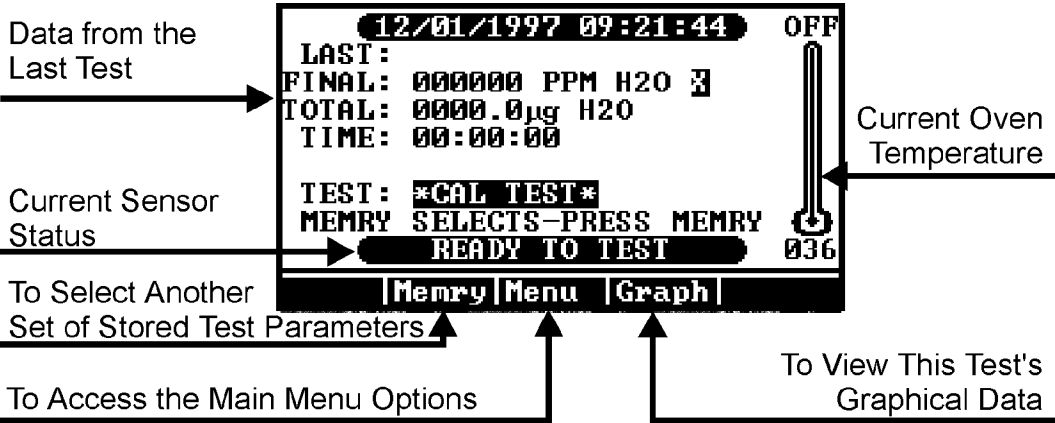 Data from the
Last Test
12/01/1997 09:21:44
OFF
LAST:
FINAL: 000000 PPM H2O
TOTAL: 0000.0µg H2O
TIME: 00:00:00
TEST: *CAL TEST*
MEMRY SELECTS-PRESS MEMRY
READY TO TEST
036
Memry|Menu |Graph|
Current Oven
Temperature
Current Sensor
Status
To Select Another
Set of Stored Test Parameters
To Access the Main Menu Options
To View This Test's
Graphical Data